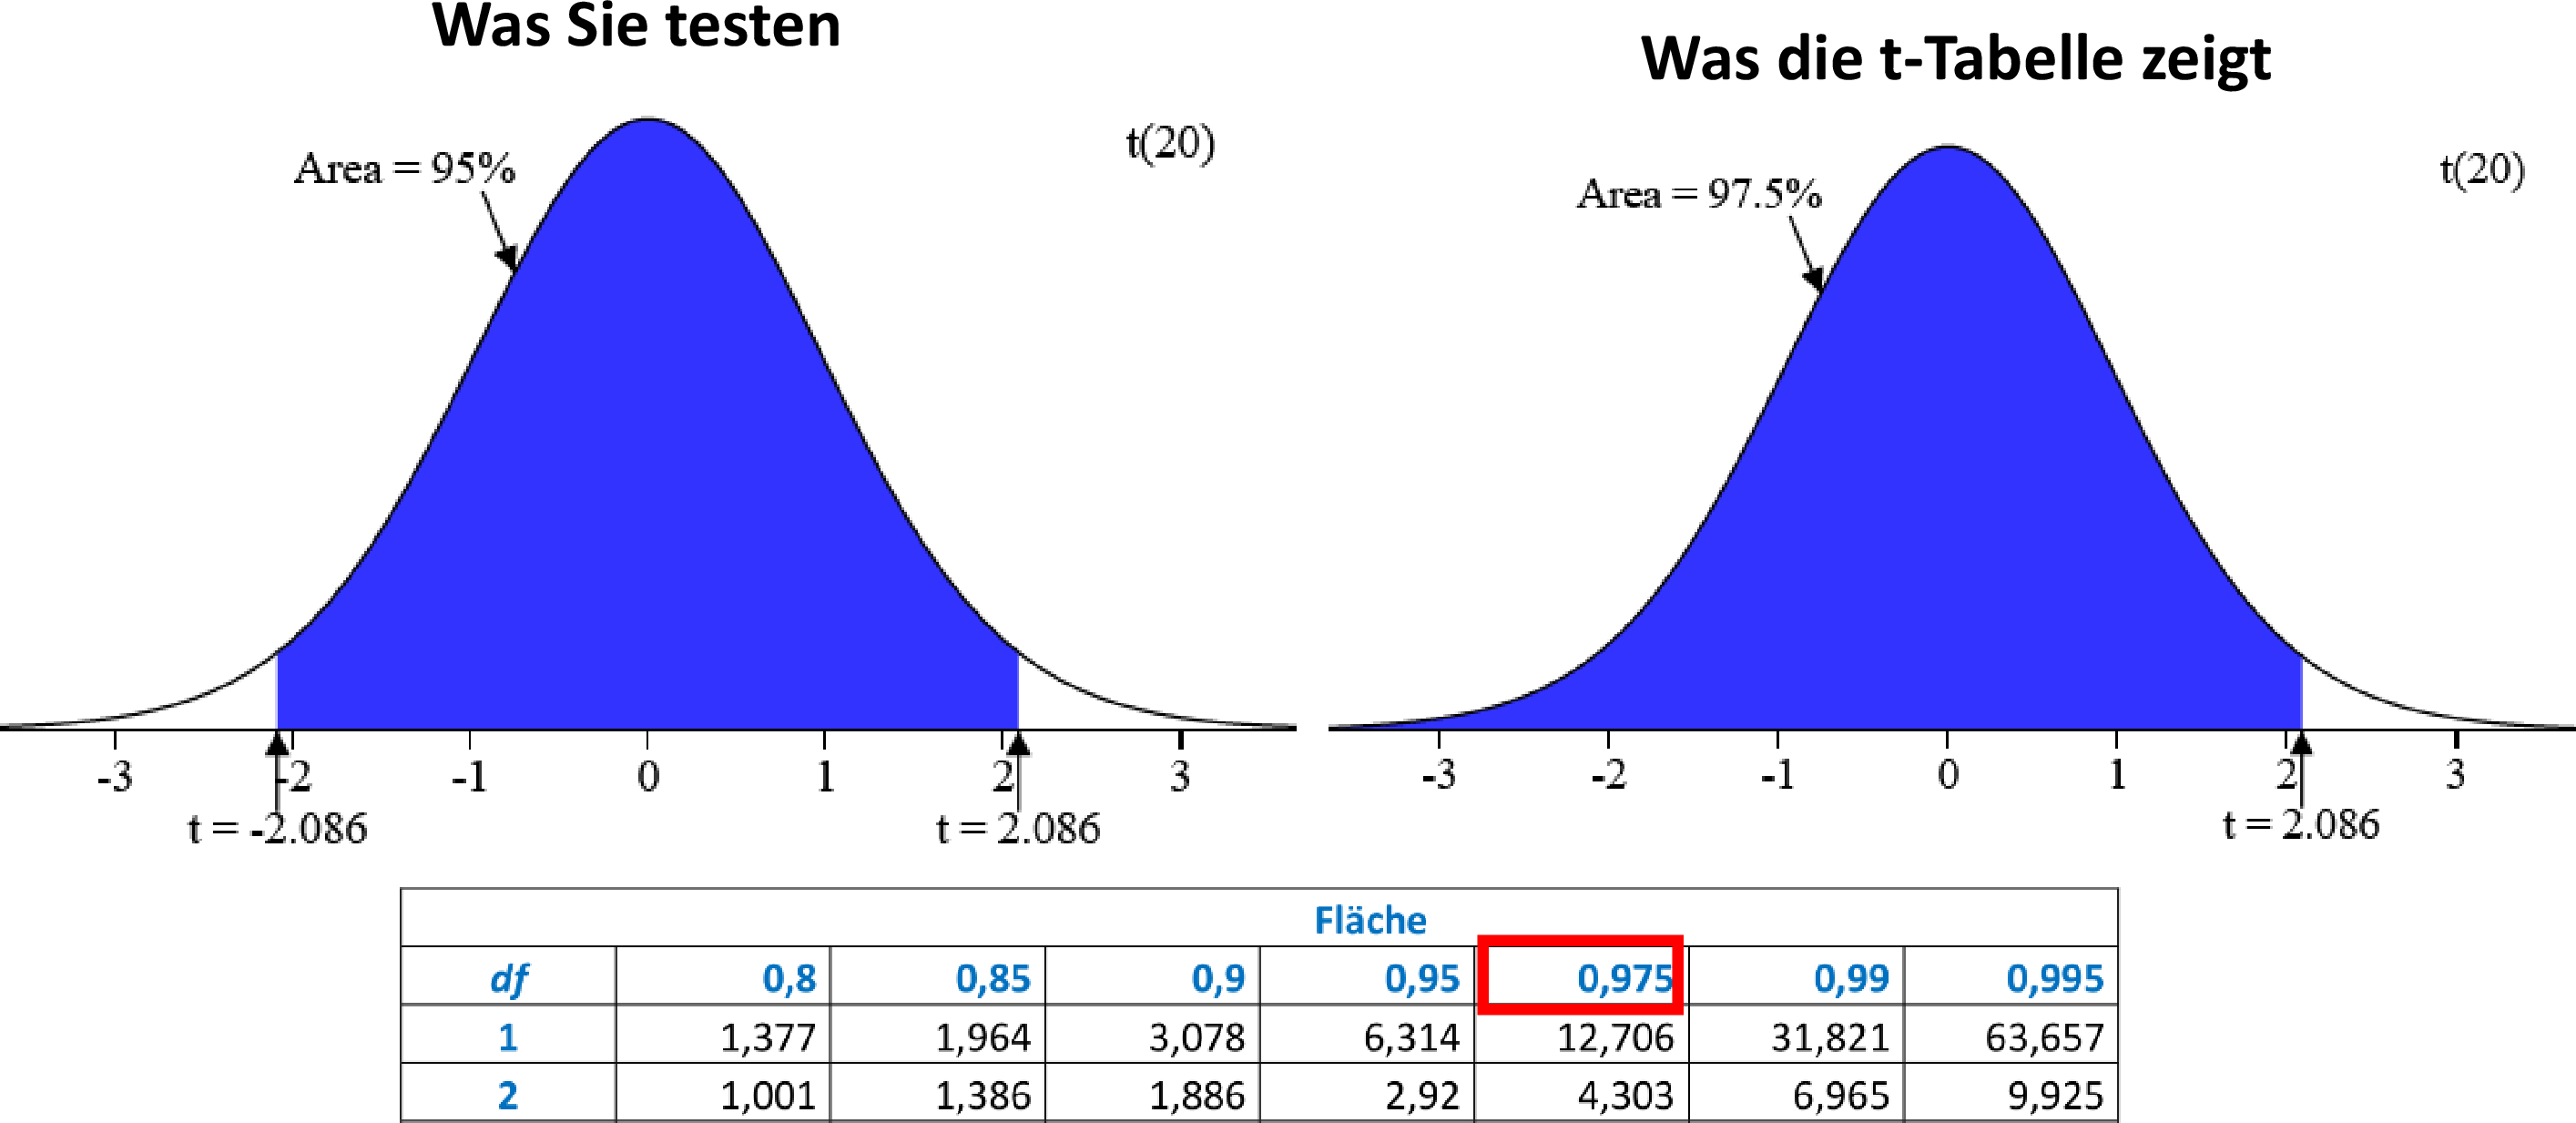 Was Sie testen
Was die t-Tabelle zeigt
t(20)
Area = 95%
t(20)
Area = 97.5%
-3 -2 -1 0 1 2 3
t = -2.086 t = 2.086
-3 -2 -1 0 1 2 3
t = 2.086
Fläche
df 0,8 0,85 0,9 0,95 0,975 0,99 0,995
1 1,377 1,964 3,078 6,314 12,706 31,821 63,657
2 1,001 1,386 1,886 2,92 4,303 6,965 9,925